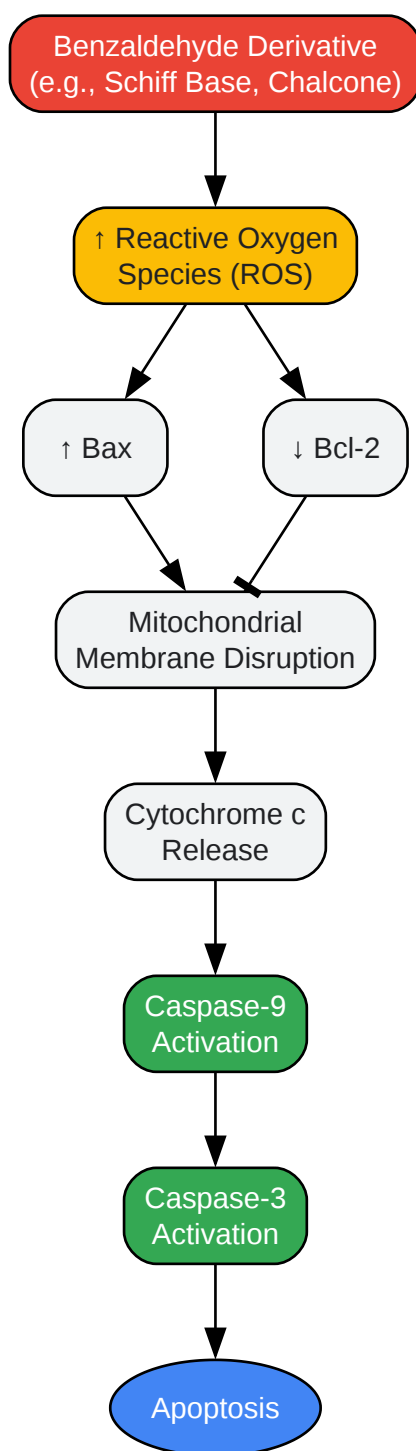 Benzaldehyde Derivative
(e.g., Schiff Base, Chalcone)
↑ Reactive Oxygen
Species (ROS)
↑ Bax
↓ Bcl-2
Mitochondrial
Membrane Disruption
Cytochrome c
Release
Caspase-9
Activation
Caspase-3
Activation
Apoptosis